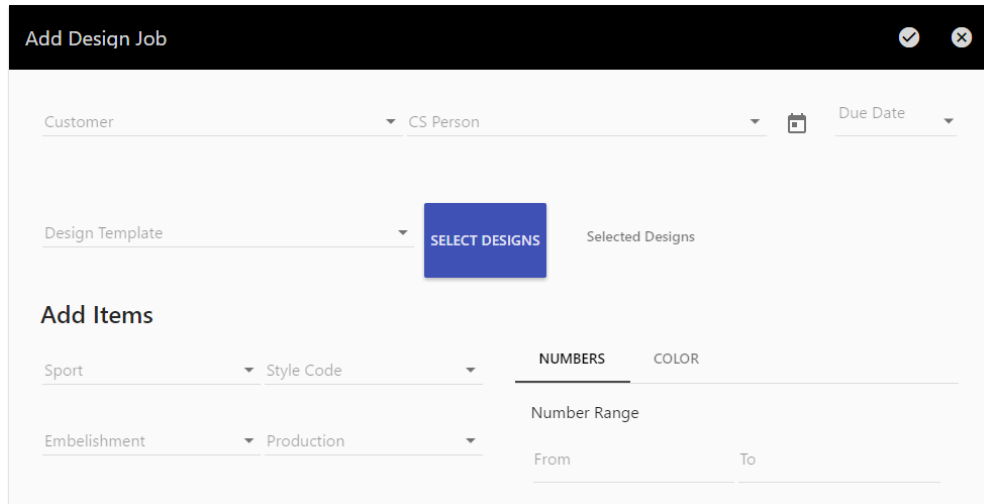 Add Design Job
Customer
CS Person
Due Date
Design Template
SELECT DESIGNS
Selected Designs
Add Items
Sport
Style Code
NUMBERS
COLOR
Number Range
Embelishment
Production
From
To